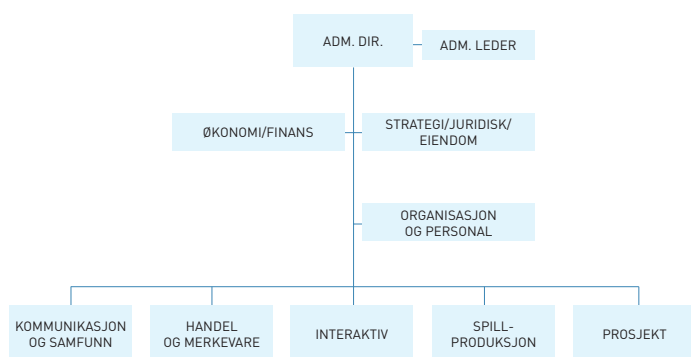 ADM. DIR.
ADM. LEDER
ØKONOMI/FINANS
STRATEGI/JURIDISK/
EIENDOM
ORGANISASJON
OG PERSONAL
KOMMUNIKASJON
OG SAMFUNN
HANDEL
OG MERKEVARE
INTERAKTIV
SPILL-
PRODUKSJON
PROSJEKT